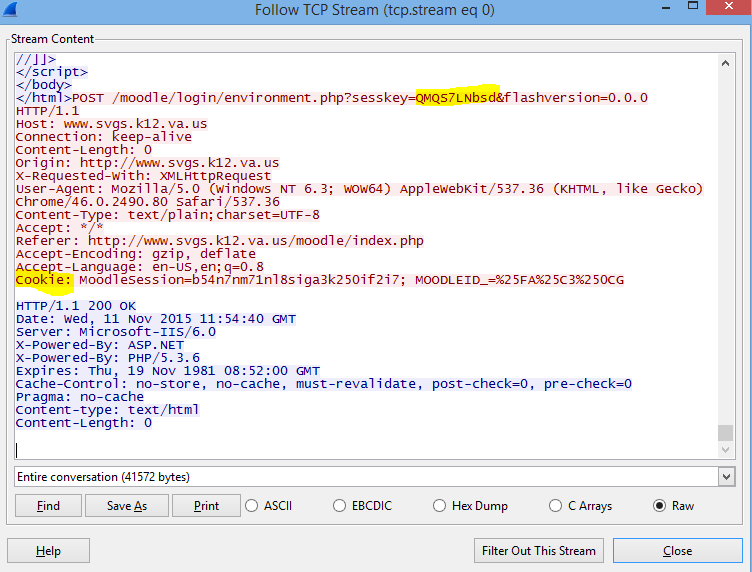 Follow TCP Stream (tcp.stream eq 0)
Stream Content
//]]>
</script>
</body>
</html>POST /moodle/login/environment.php?sesskey=QMQS7LNbsd&flashversion=0.0.0
HTTP/1.1
Host: www.svgs.k12.va.us
Connection: keep-alive
Content-Length: 0
Origin: http://www.svgs.k12.va.us
X-Requested-With: XMLHttpRequest
User-Agent: Mozilla/5.0 (Windows NT 6.3; WOW64) AppleWebKit/537.36 (KHTML, like Gecko)
Chrome/46.0.2490.80 Safari/537.36
Content-Type: text/plain;charset=UTF-8
Accept: */*
Referer: http://www.svgs.k12.va.us/moodle/index.php
Accept-Encoding: gzip, deflate
Accept-Language: en-US,en;q=0.8
Cookie: MoodleSession=b54n7nm71nl8siga3k250if2i7; MOODLEID_=%25FA%25C3%250CG
HTTP/1.1 200 OK
Date: Wed, 11 Nov 2015 11:54:40 GMT
Server: Microsoft-IIS/6.0
X-Powered-By: ASP.NET
X-Powered-By: PHP/5.3.6
Expires: Thu, 19 Nov 1981 08:52:00 GMT
Cache-Control: no-store, no-cache, must-revalidate, post-check=0, pre-check=0
Pragma: no-cache
Content-type: text/html
Content-Length: 0
Entire conversation (41572 bytes)
Find Save As Print ASCII EBCDIC Hex Dump C Arrays Raw
Help Filter Out This Stream Close